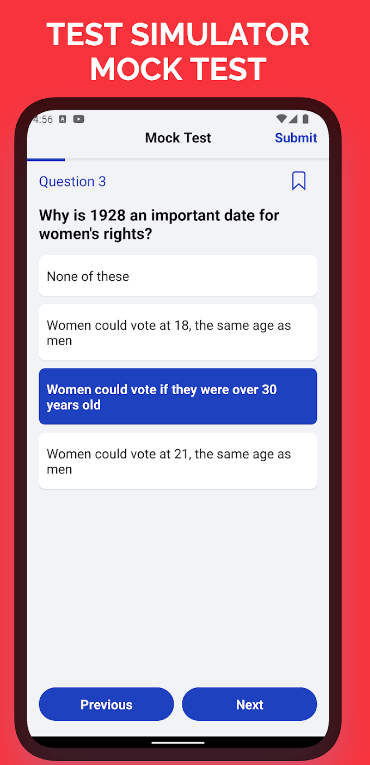 TEST SIMULATOR
MOCK TEST
4:56
Mock Test
Submit
Question 3
Why is 1928 an important date for
women's rights?
None of these
Women could vote at 18, the same age as
men
Women could vote if they were over 30
years old
Women could vote at 21, the same age as
men
Previous
Next